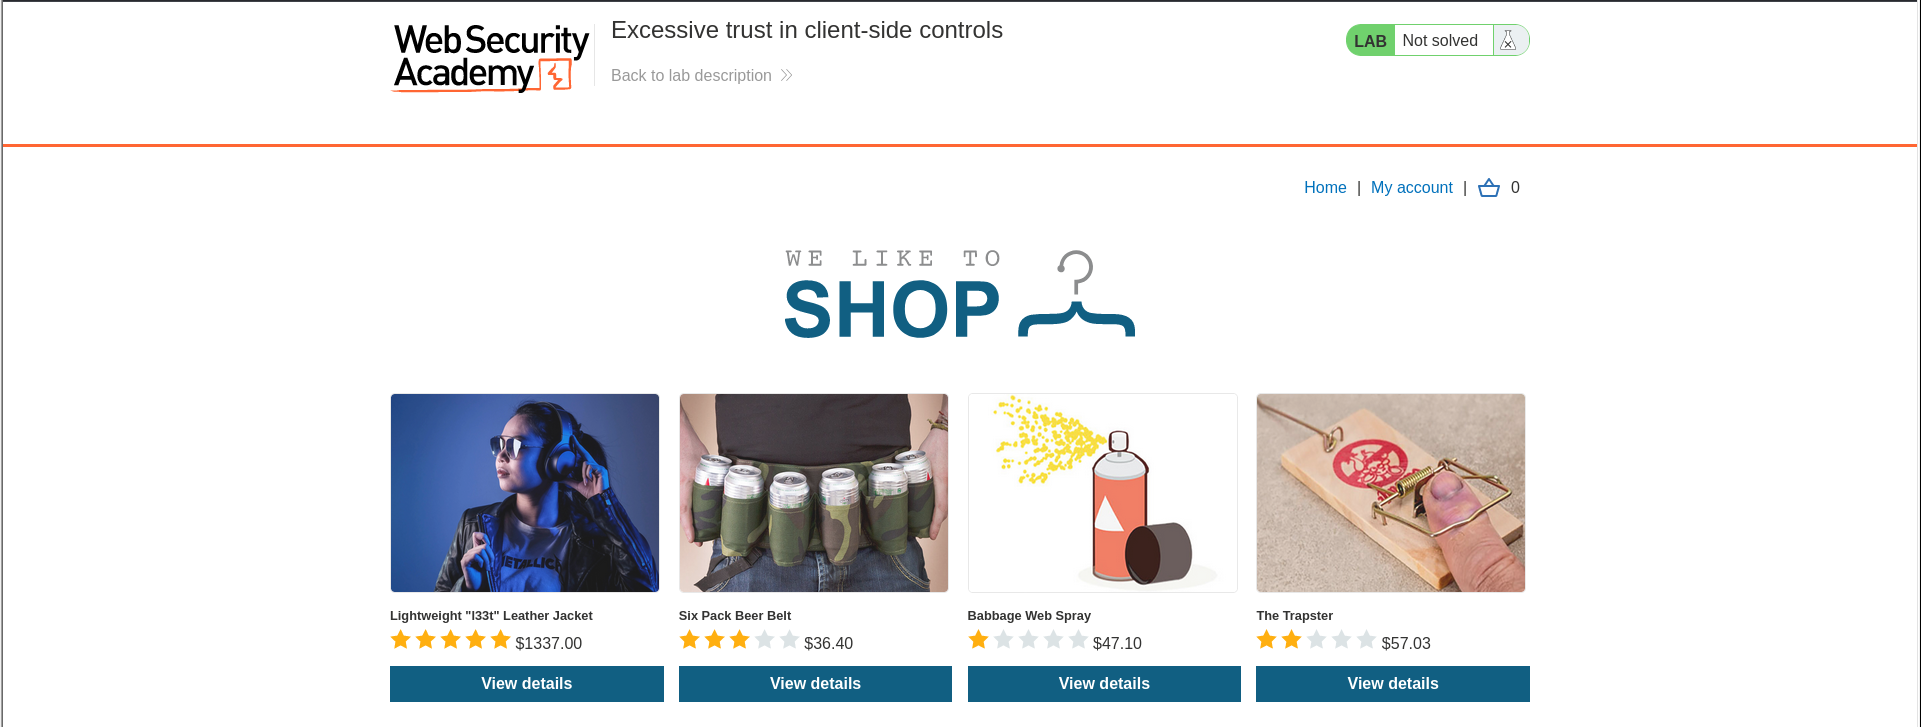 Web Security
Academy
Excessive trust in client-side controls
Back to lab description
LAB Not solved
Home | My account | 0
WE LIKE TO
SHOP
METALLICA
Lightweight "l33t" Leather Jacket
$1337.00
View details
Six Pack Beer Belt
$36.40
View details
Babbage Web Spray
$47.10
View details
The Trapster
$57.03
View details